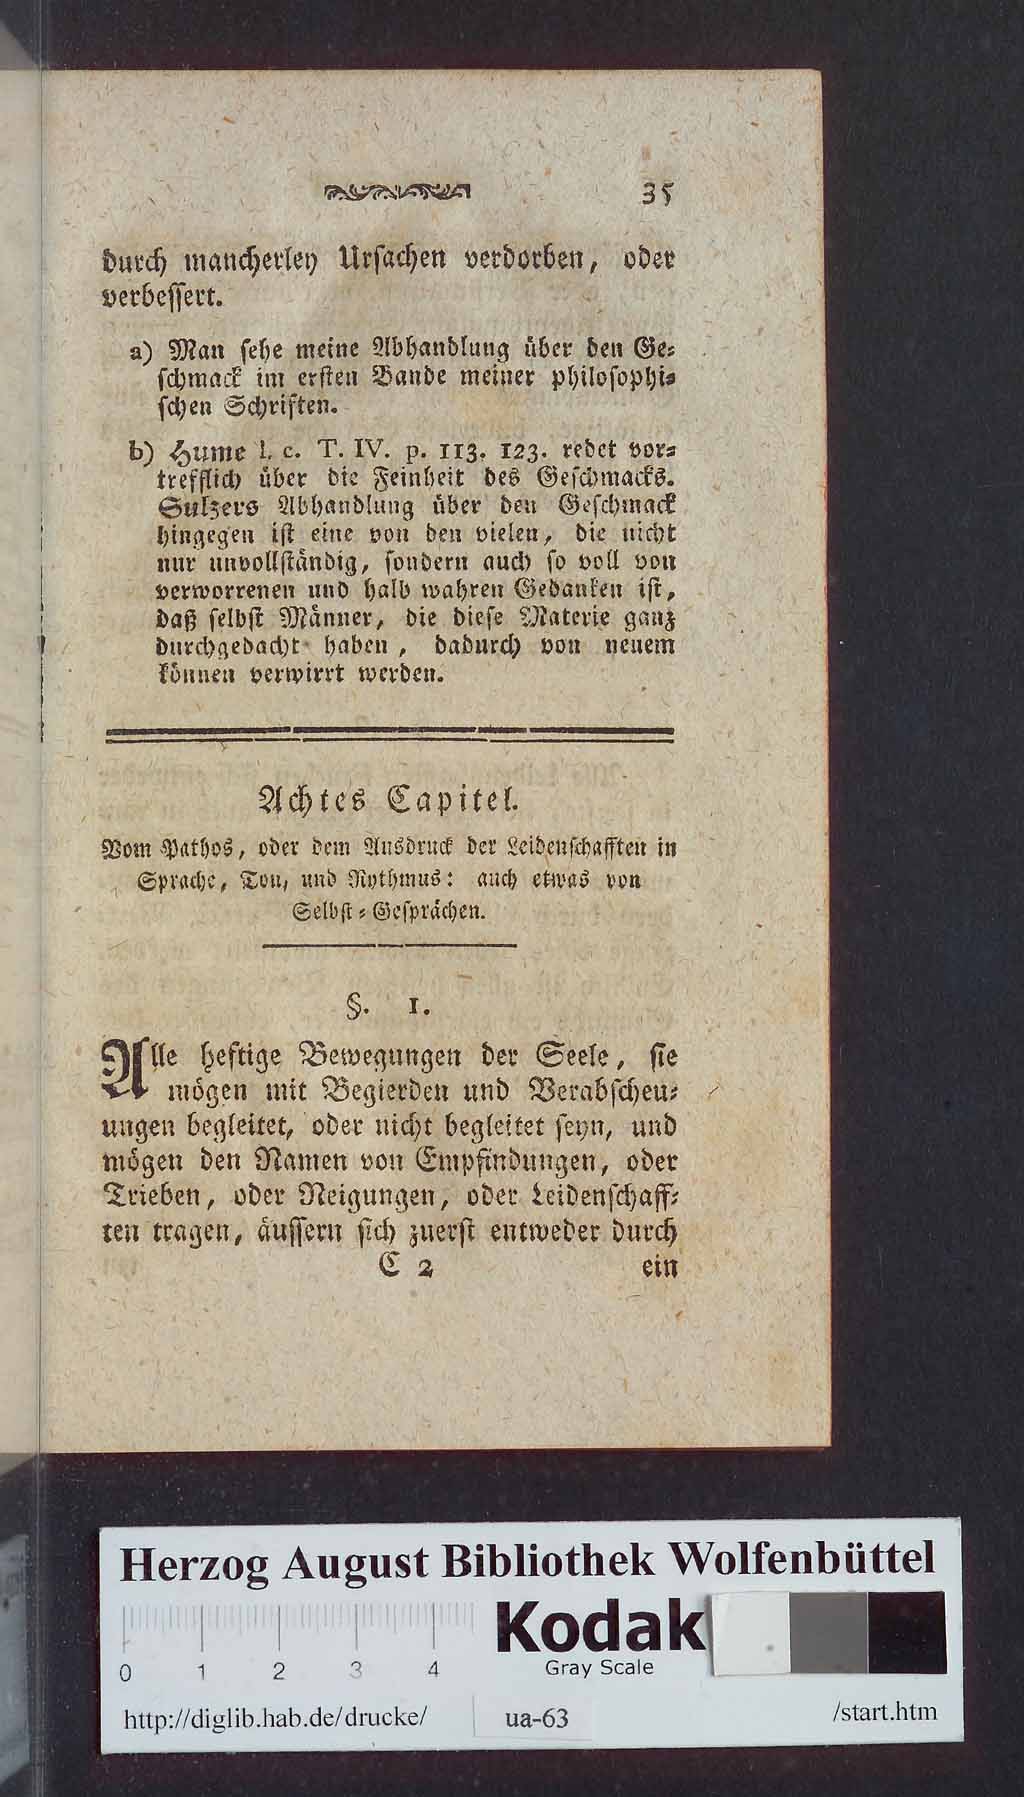 35
durch mancherley Ursachen verdorben, oder
verbessert.
a) Man sehe meine Abhandlung über den Ge-
schmack im ersten Bande meiner philosophi-
schen Schriften.
b) Hume l. c. T. IV. p. 113. 123. redet vor-
trefflich über die Feinheit des Geschmacks.
Sulzers Abhandlung über den Geschmack
hingegen ist eine von den vielen, die nicht
nur unvollständig, sondern auch so voll von
verworrenen und halb wahren Gedanken ist,
daß selbst Männer, die diese Materie ganz
durchgedacht haben, dadurch von neuem
können verwirrt werden.
Achtes Capitel.
Vom Pathos, oder dem Ausdruck der Leidenschafften in
Sprache, Ton, und Rythmus: auch etwas von
Selbst-Gesprächen.
§. 1.
Alle heftige Bewegungen der Seele, sie
mögen mit Begierden und Verabscheu-
ungen begleitet, oder nicht begleitet seyn, und
mögen den Namen von Empfindungen, oder
Trieben, oder Neigungen, oder Leidenschaff-
ten tragen, äussern sich zuerst entweder durch
C 2 ein
Herzog August Bibliothek Wolfenbüttel
Kodak
Gray Scale
0 1 2 3 4
http://diglib.hab.de/drucke/ ua-63 /start.htm